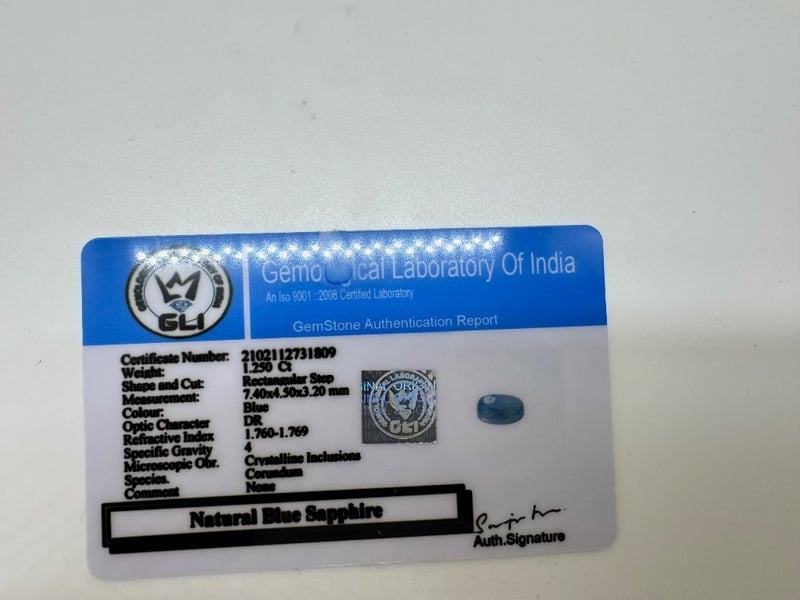 Gemological Laboratory Of India
An Iso 9001 ::2008 Certified Laboratory
GemStone Authentication Report
GLI
Certificate Number: 2102112731809
Weight: 1.250 Ct
Shape and Cut: Rectangular Step
Measurement: 7.40x4.50x3.20 mm
Colour: Blue
Optic Character DR
Refractive Index 1.760-1.769
Specific Gravity 4
Microscopic Obr. Crystalline Inclusions
Species. Corundum
Comment None
GLI
Natural Blue Sapphire
Auth.Signature